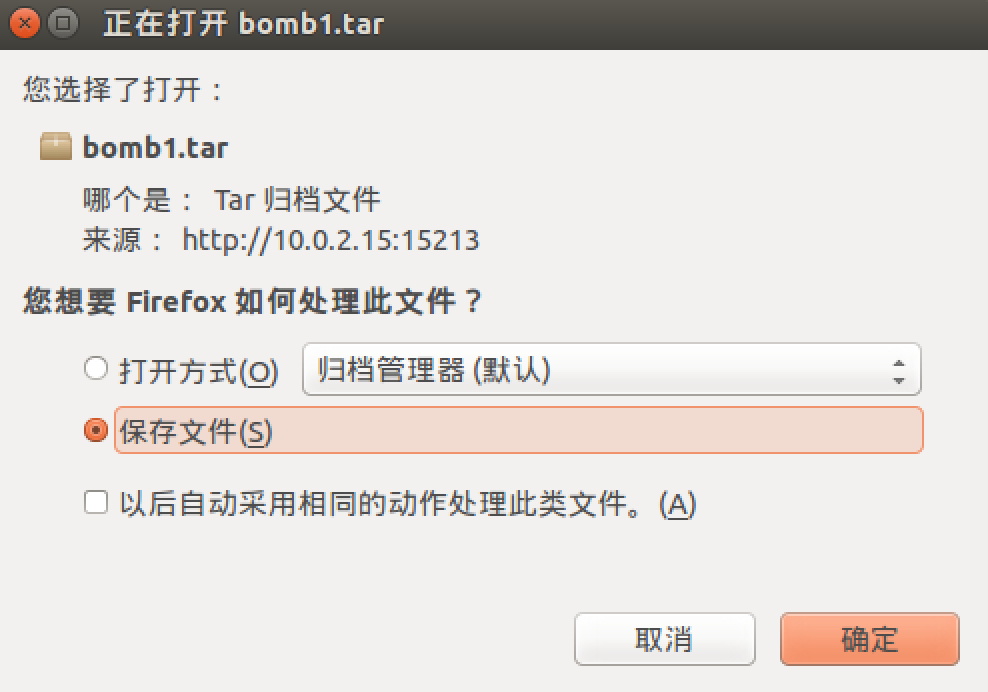 正在打开 bomb1.tar
您选择了打开：
bomb1.tar
哪个是： Tar 归档文件
来源： http://10.0.2.15:15213
您想要 Firefox 如何处理此文件？
打开方式(O) 归档管理器 (默认)
保存文件(S)
以后自动采用相同的动作处理此类文件。(A)
取消 确定